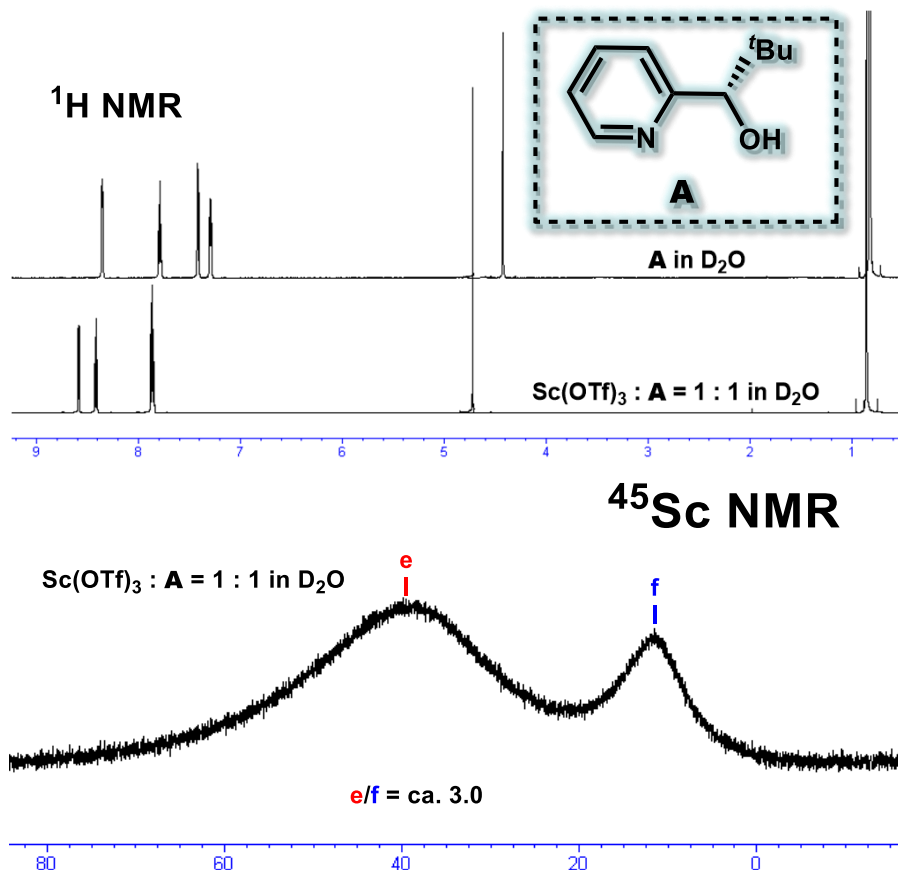 ¹H NMR
ᵗBu
N
OH
A
A in D₂O
Sc(OTf)₃ : A = 1 : 1 in D₂O
9 8 7 6 5 4 3 2 1
⁴⁵Sc NMR
e
Sc(OTf)₃ : A = 1 : 1 in D₂O
f
e/f = ca. 3.0
80 60 40 20 0